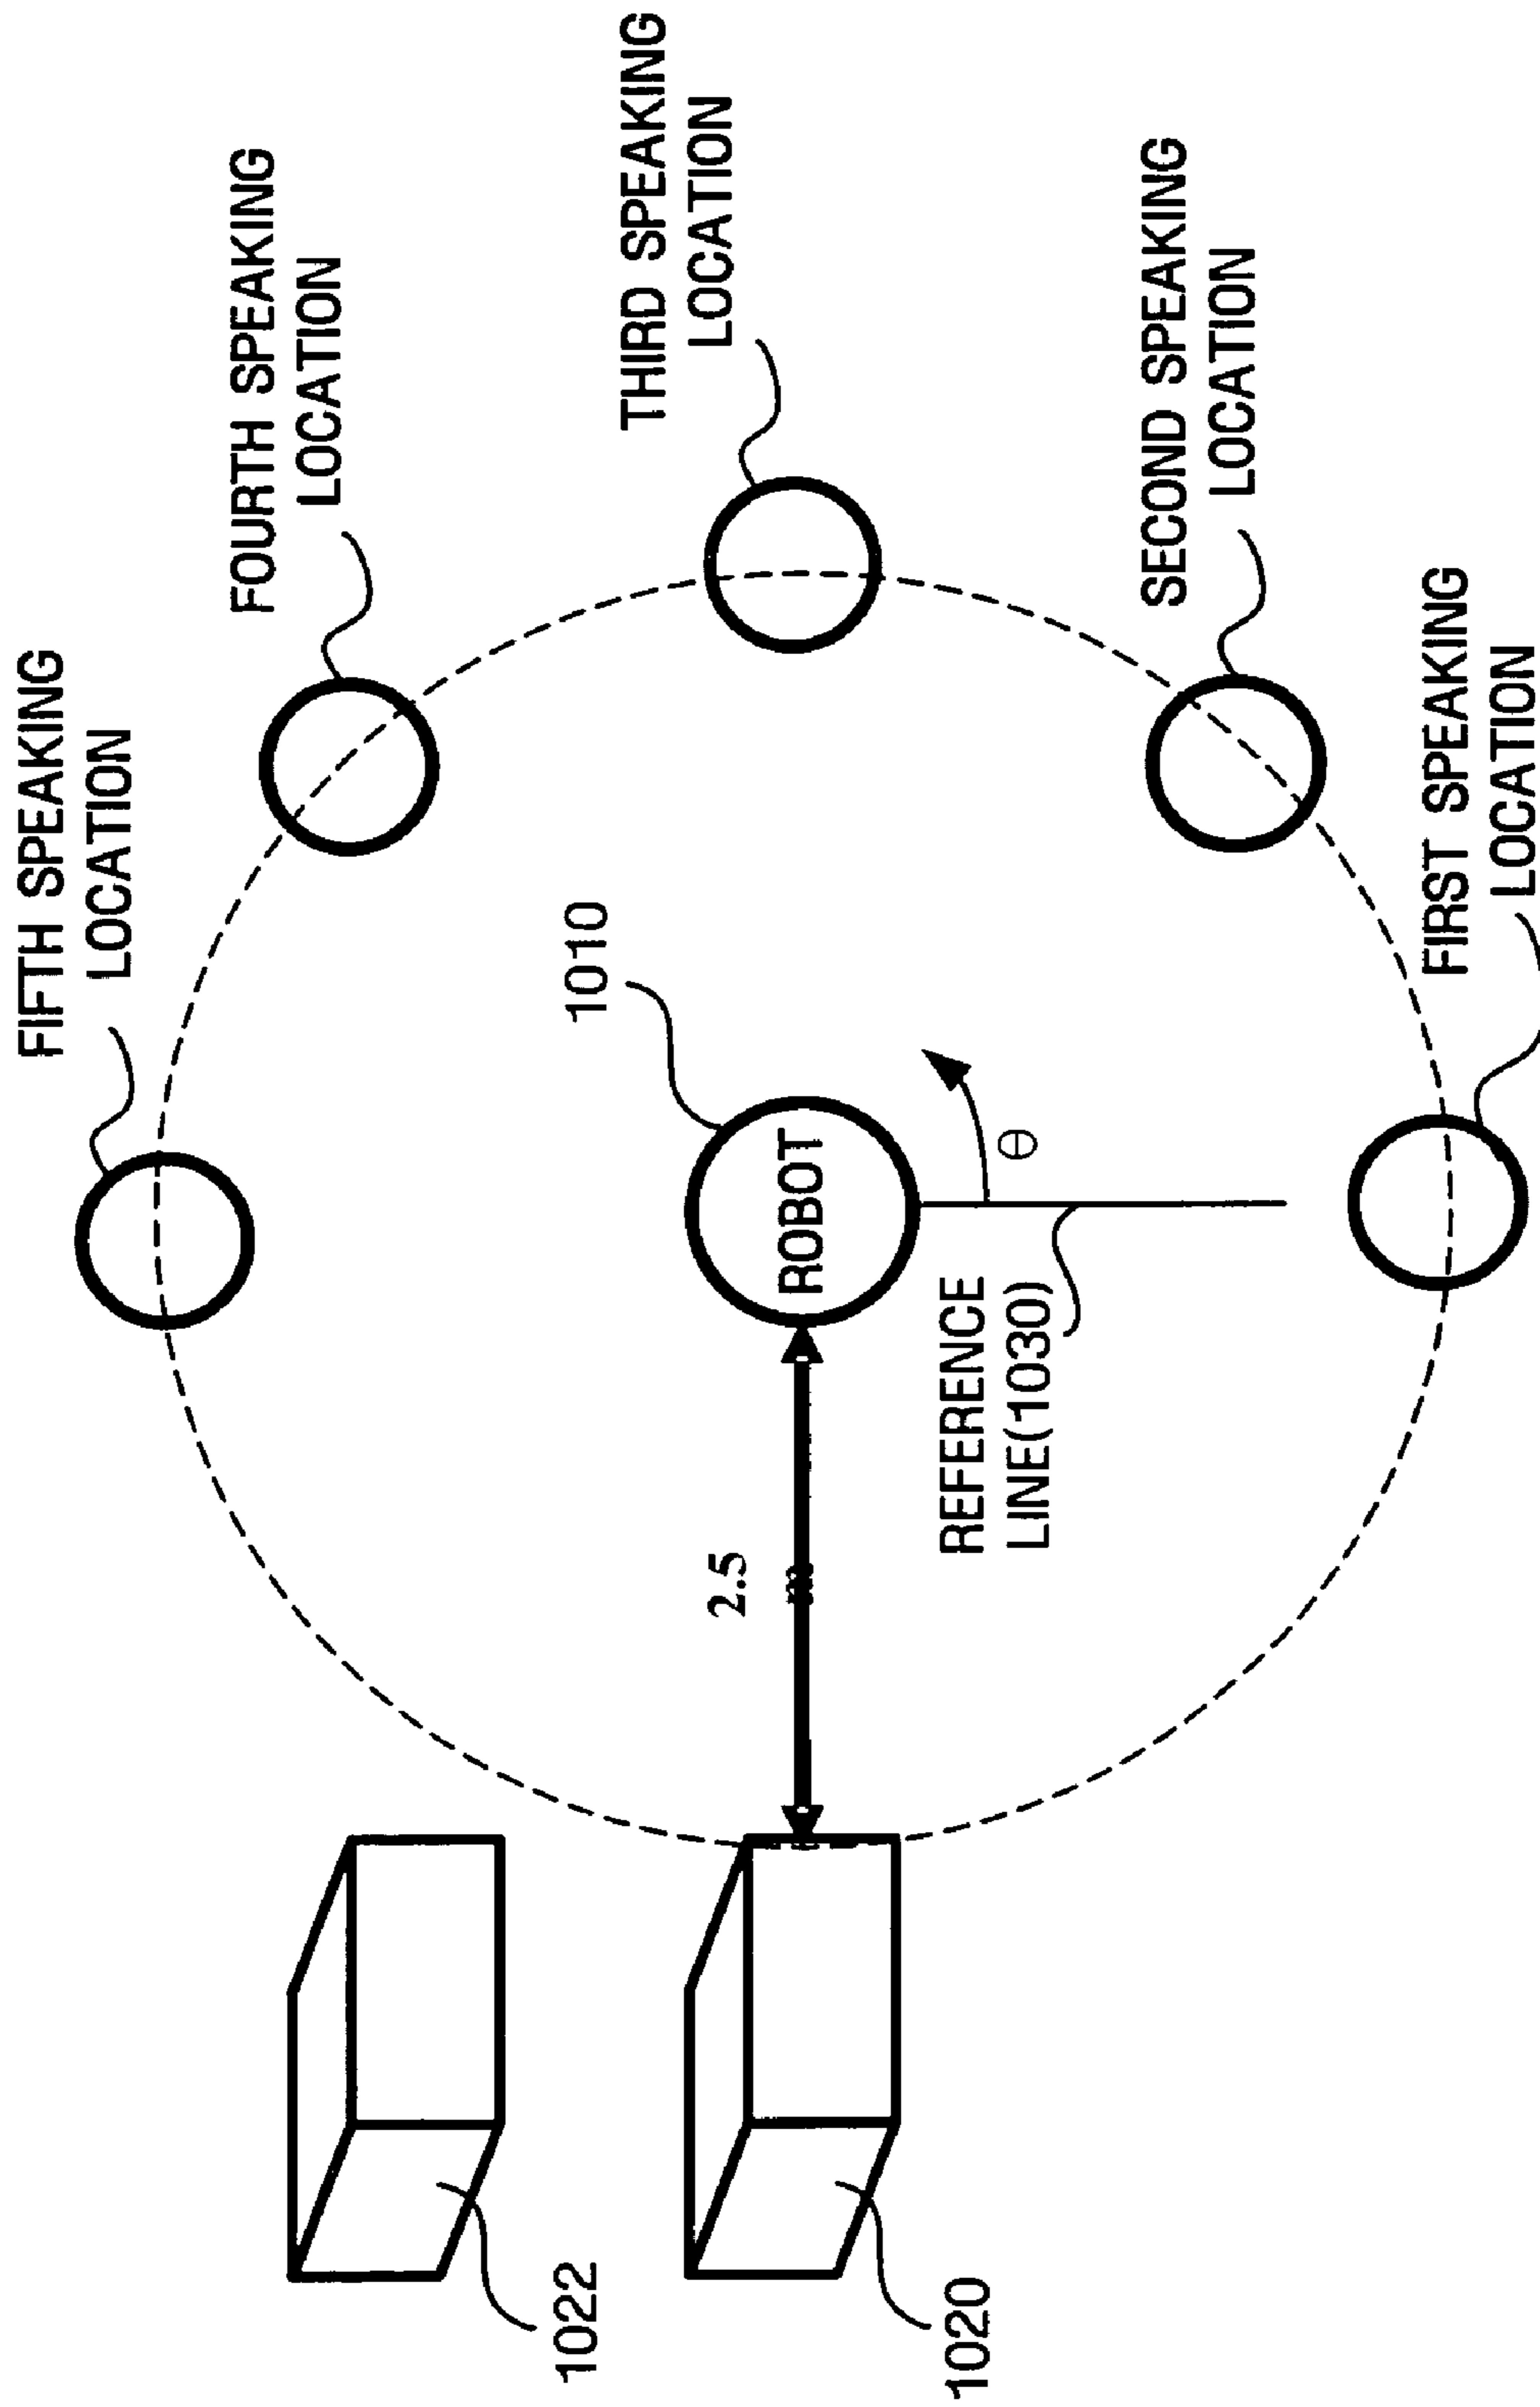 FIFTH SPEAKING
LOCATION
FOURTH SPEAKING
LOCATION
1022
1010
THIRD SPEAKING
LOCATION
2.5
ROBOT
1020
REFERENCE
LINE(1030)
θ
SECOND SPEAKING
LOCATION
FIRST SPEAKING
LOCATION